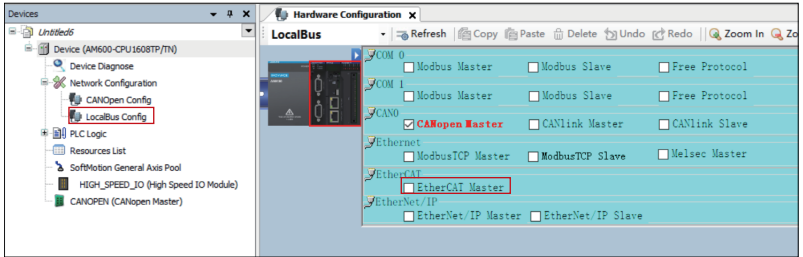 Devices
Untitled6
Device (AM600-CPU1608TP/TN)
Device Diagnose
Network Configuration
CANOpen Config
LocalBus Config
PLC Logic
Resources List
SoftMotion General Axis Pool
HIGH_SPEED_IO (High Speed IO Module)
CANOPEN (CANopen Master)
Hardware Configuration
LocalBus Refresh Copy Paste Delete Undo Redo Zoom In Zo
COM 0
Modbus Master Modbus Slave Free Protocol
COM 1
Modbus Master Modbus Slave Free Protocol
CAN0
CANopen Master CANlink Master CANlink Slave
Ethernet
ModbusTCP Master ModbusTCP Slave Melsec Master
EtherCAT
EtherCAT Master
EtherNet/IP
EtherNet/IP Master EtherNet/IP Slave